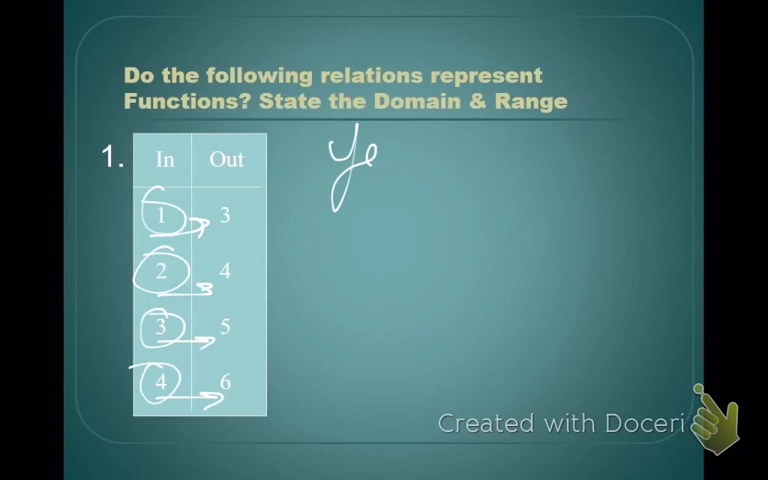 Do the following relations represent
Functions? State the Domain & Range
1.
In Out
1 3
2 4
3 5
4 6
Ye
Created with Doceri